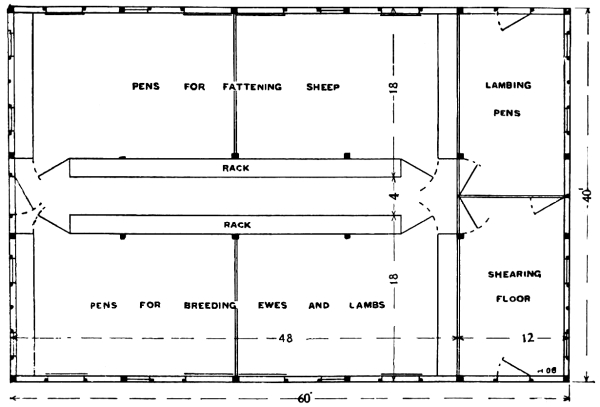 PENS FOR FATTENING SHEEP
18
LAMBING
PENS
RACK
4
40'
RACK
18
SHEARING
FLOOR
PENS FOR BREEDING EWES AND LAMBS
48
12
60'